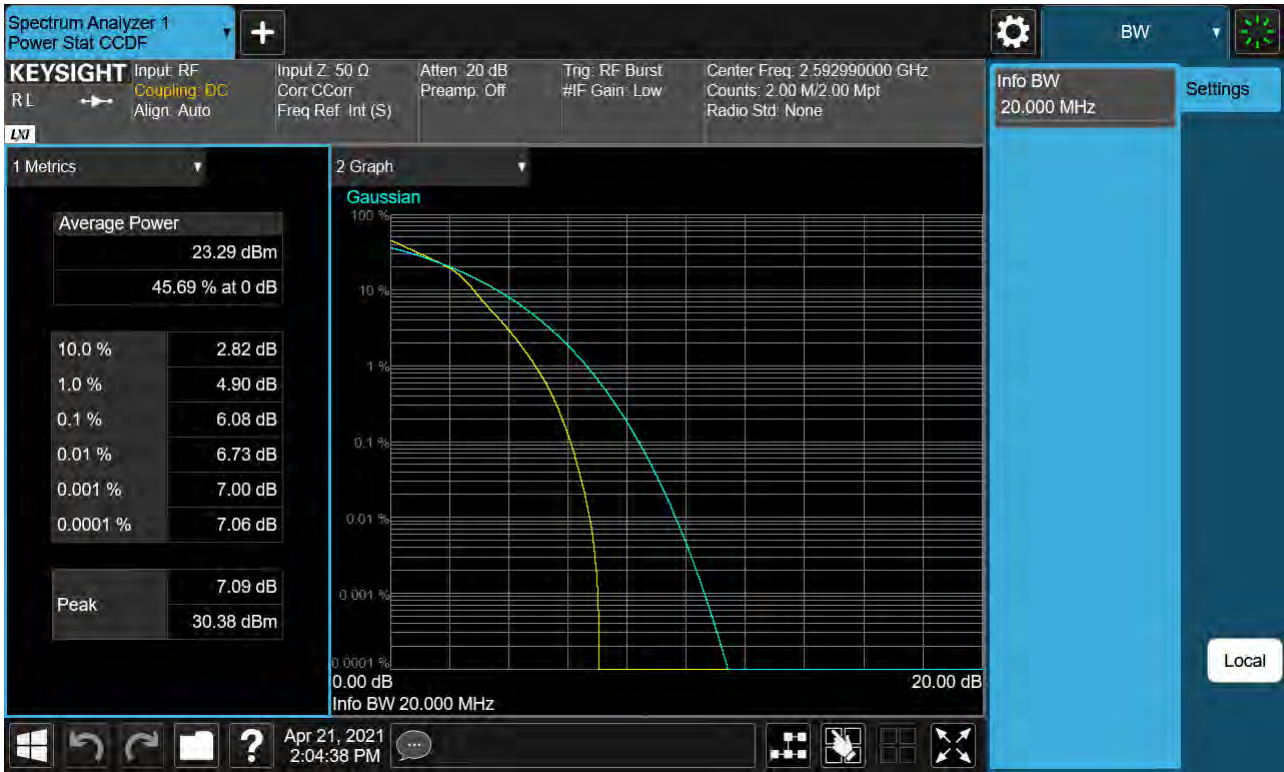 Spectrum Analyzer 1
Power Stat CCDF
BW
KEYSIGHT
RL
LXI
Input: RF
Coupling: DC
Align: Auto
Input Z: 50 Ω
Corr CCorr
Freq Ref: Int (S)
Atten: 20 dB
Preamp: Off
Trig: RF Burst
#IF Gain: Low
Center Freq: 2.592990000 GHz
Counts: 2.00 M/2.00 Mpt
Radio Std: None
Info BW
20.000 MHz
Settings
1 Metrics
Average Power
23.29 dBm
45.69 % at 0 dB
10.0 % 2.82 dB
1.0 % 4.90 dB
0.1 % 6.08 dB
0.01 % 6.73 dB
0.001 % 7.00 dB
0.0001 % 7.06 dB
Peak
7.09 dB
30.38 dBm
2 Graph
Gaussian
100 %
10 %
1 %
0.1 %
0.01 %
0.001 %
0.0001 %
0.00 dB 20.00 dB
Info BW 20.000 MHz
Local
?
Apr 21, 2021
2:04:38 PM